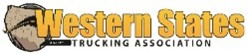 Western States
TRUCKING ASSOCIATION